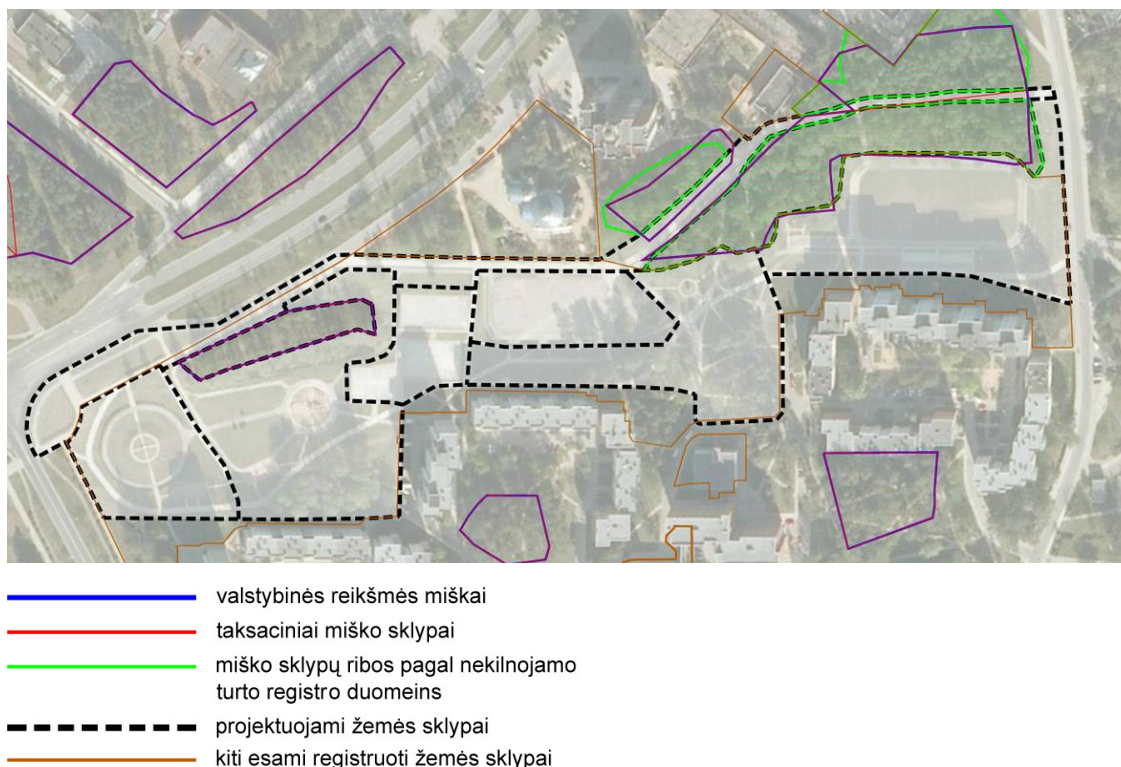 valstybinės reikšmės miškai
taksaciniai miško sklypai
miško sklypų ribos pagal nekilnojamo
turto registro duomeins
projektuojami žemės sklypai
kiti esami registruoti žemės sklypai